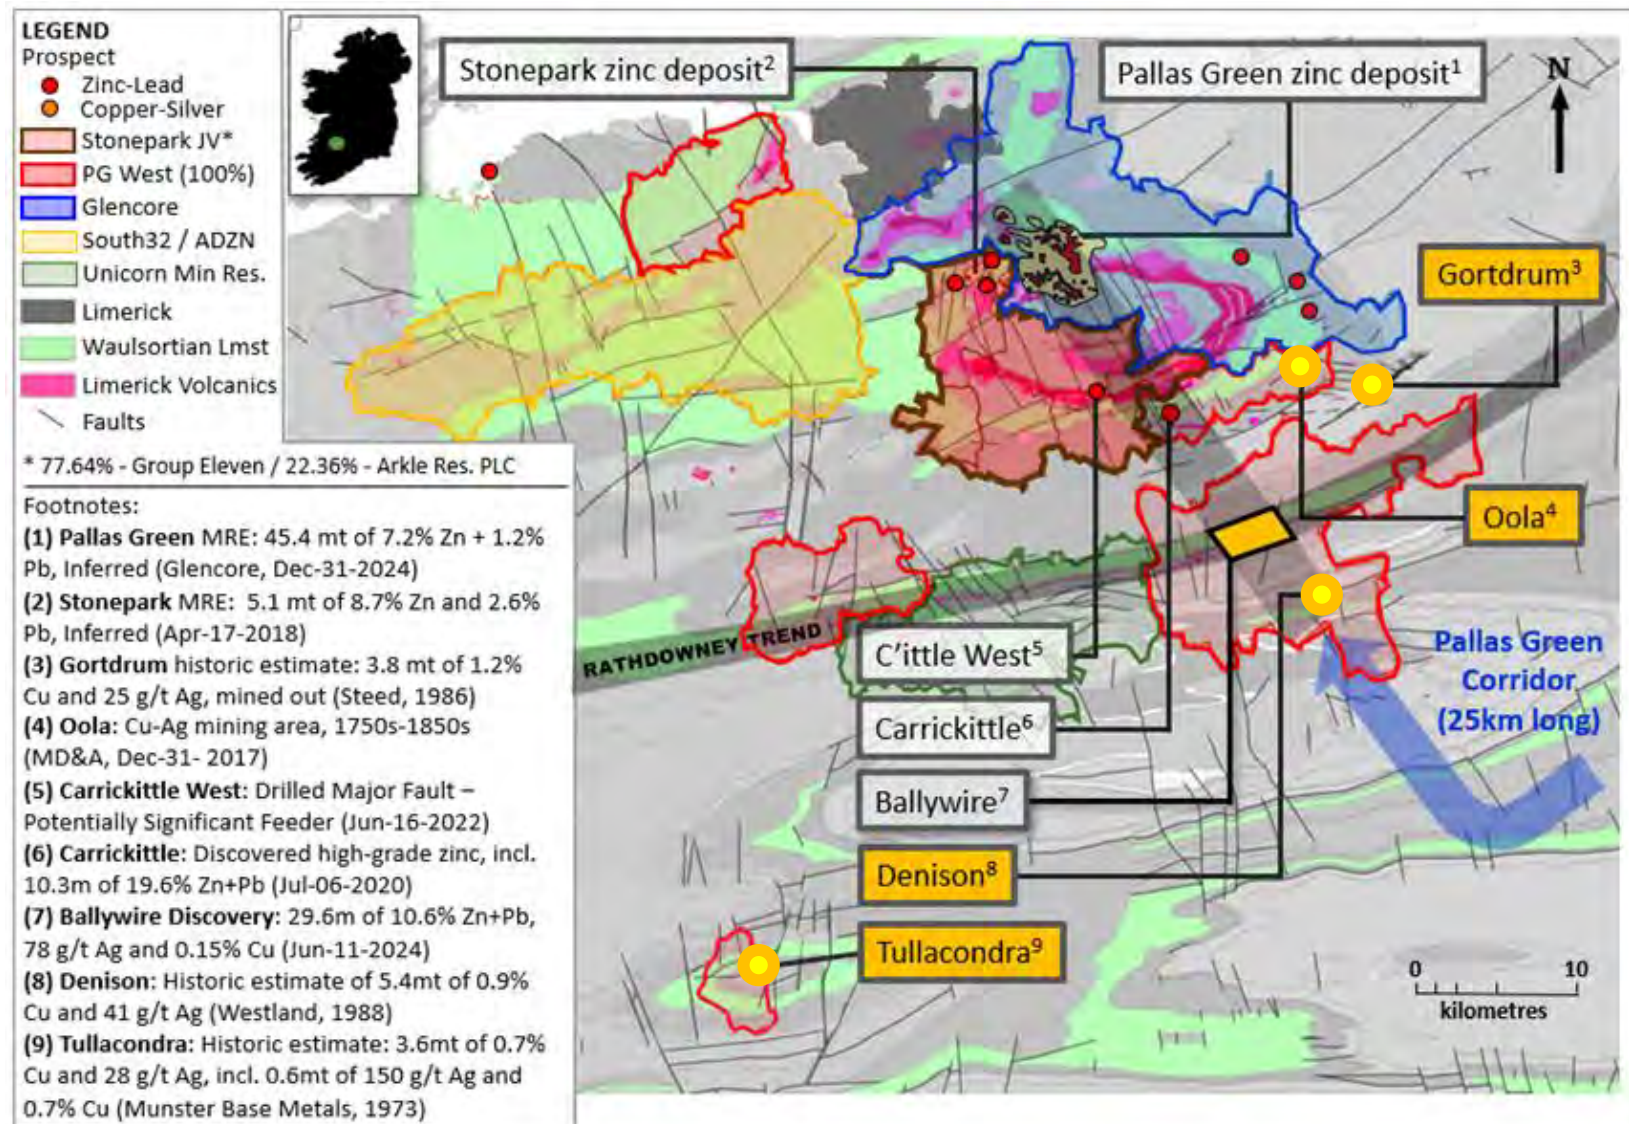 LEGEND
Prospect
Zinc-Lead
Copper-Silver
Stonepark JV*
PG West (100%)
Glencore
South32 / ADZN
Unicorn Min Res.
Limerick
Waulsortian Lmst
Limerick Volcanics
Faults
* 77.64% - Group Eleven / 22.36% - Arkle Res. PLC
Footnotes:
(1) Pallas Green MRE: 45.4 mt of 7.2% Zn + 1.2%
Pb, Inferred (Glencore, Dec-31-2024)
(2) Stonepark MRE: 5.1 mt of 8.7% Zn and 2.6%
Pb, Inferred (Apr-17-2018)
(3) Gortdrum historic estimate: 3.8 mt of 1.2%
Cu and 25 g/t Ag, mined out (Steed, 1986)
(4) Oola: Cu-Ag mining area, 1750s-1850s
(MD&A, Dec-31- 2017)
(5) Carrickittle West: Drilled Major Fault –
Potentially Significant Feeder (Jun-16-2022)
(6) Carrickittle: Discovered high-grade zinc, incl.
10.3m of 19.6% Zn+Pb (Jul-06-2020)
(7) Ballywire Discovery: 29.6m of 10.6% Zn+Pb,
78 g/t Ag and 0.15% Cu (Jun-11-2024)
(8) Denison: Historic estimate of 5.4mt of 0.9%
Cu and 41 g/t Ag (Westland, 1988)
(9) Tullacondra: Historic estimate: 3.6mt of 0.7%
Cu and 28 g/t Ag, incl. 0.6mt of 150 g/t Ag and
0.7% Cu (Munster Base Metals, 1973)
Stonepark zinc deposit²
Pallas Green zinc deposit¹
N
Gortdrum³
Oola⁴
RATHDOWNEY TREND
C'ittle West⁵
Carrickittle⁶
Ballywire⁷
Denison⁸
Tullacondra⁹
Pallas Green
Corridor
(25km long)
0 10
kilometres